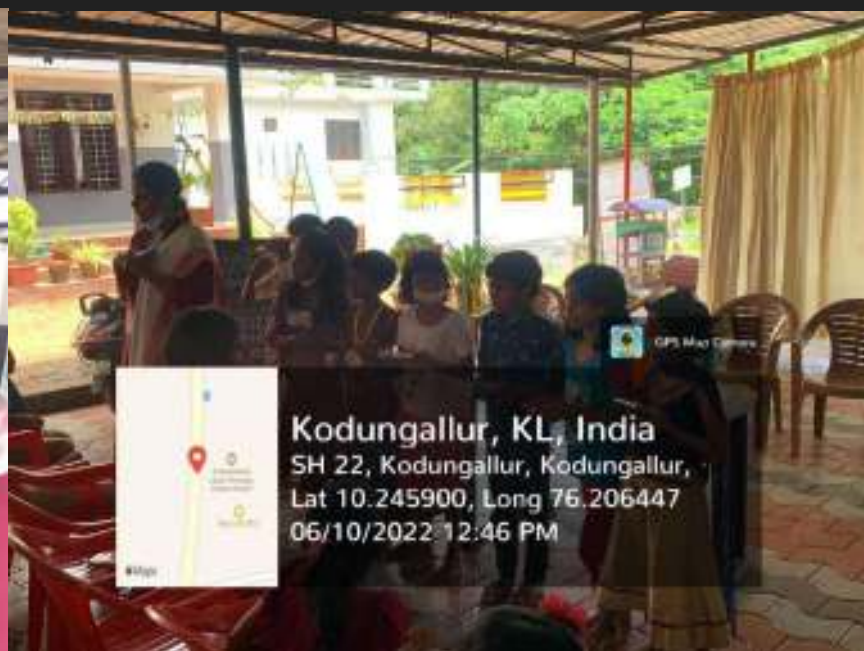 GPS Map Camera
Kodungallur, KL, India
SH 22, Kodungallur, Kodungallur,
Lat 10.245900, Long 76.206447
06/10/2022 12:46 PM
Maps